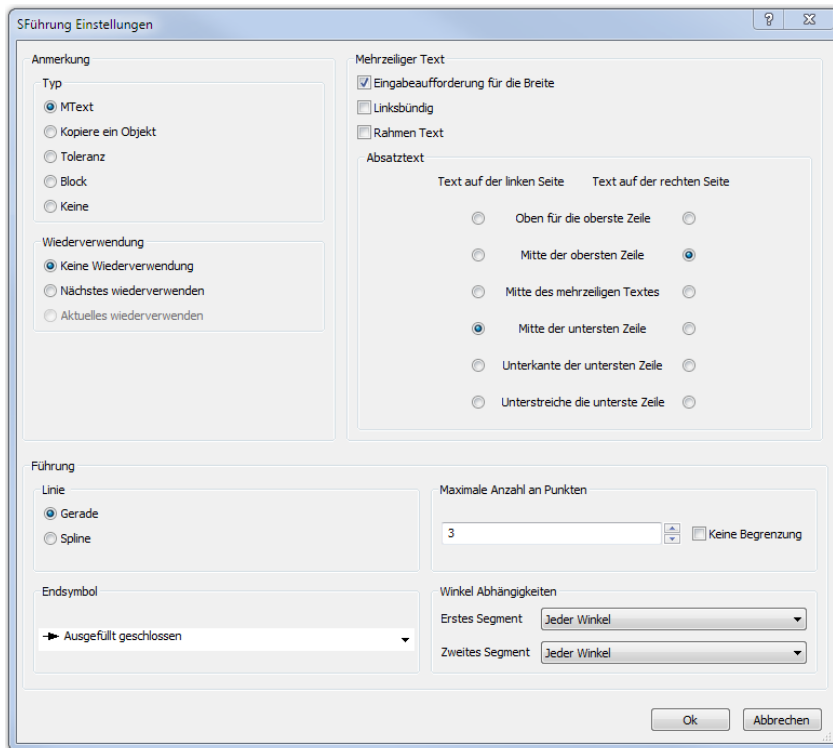 SFührung Einstellungen
Anmerkung
Typ
MText
Kopiere ein Objekt
Toleranz
Block
Keine
Wiederverwendung
Keine Wiederverwendung
Nächstes wiederverwenden
Aktuelles wiederverwenden
Mehrzeiliger Text
Eingabeaufforderung für die Breite
Linksbündig
Rahmen Text
Absatztext
Text auf der linken Seite Text auf der rechten Seite
Oben für die oberste Zeile
Mitte der obersten Zeile
Mitte des mehrzeiligen Textes
Mitte der untersten Zeile
Unterkante der untersten Zeile
Unterstreiche die unterste Zeile
Führung
Linie
Gerade
Spline
Maximale Anzahl an Punkten
3 Keine Begrenzung
Endsymbol
Ausgefüllt geschlossen
Winkel Abhängigkeiten
Erstes Segment Jeder Winkel
Zweites Segment Jeder Winkel
Ok Abbrechen